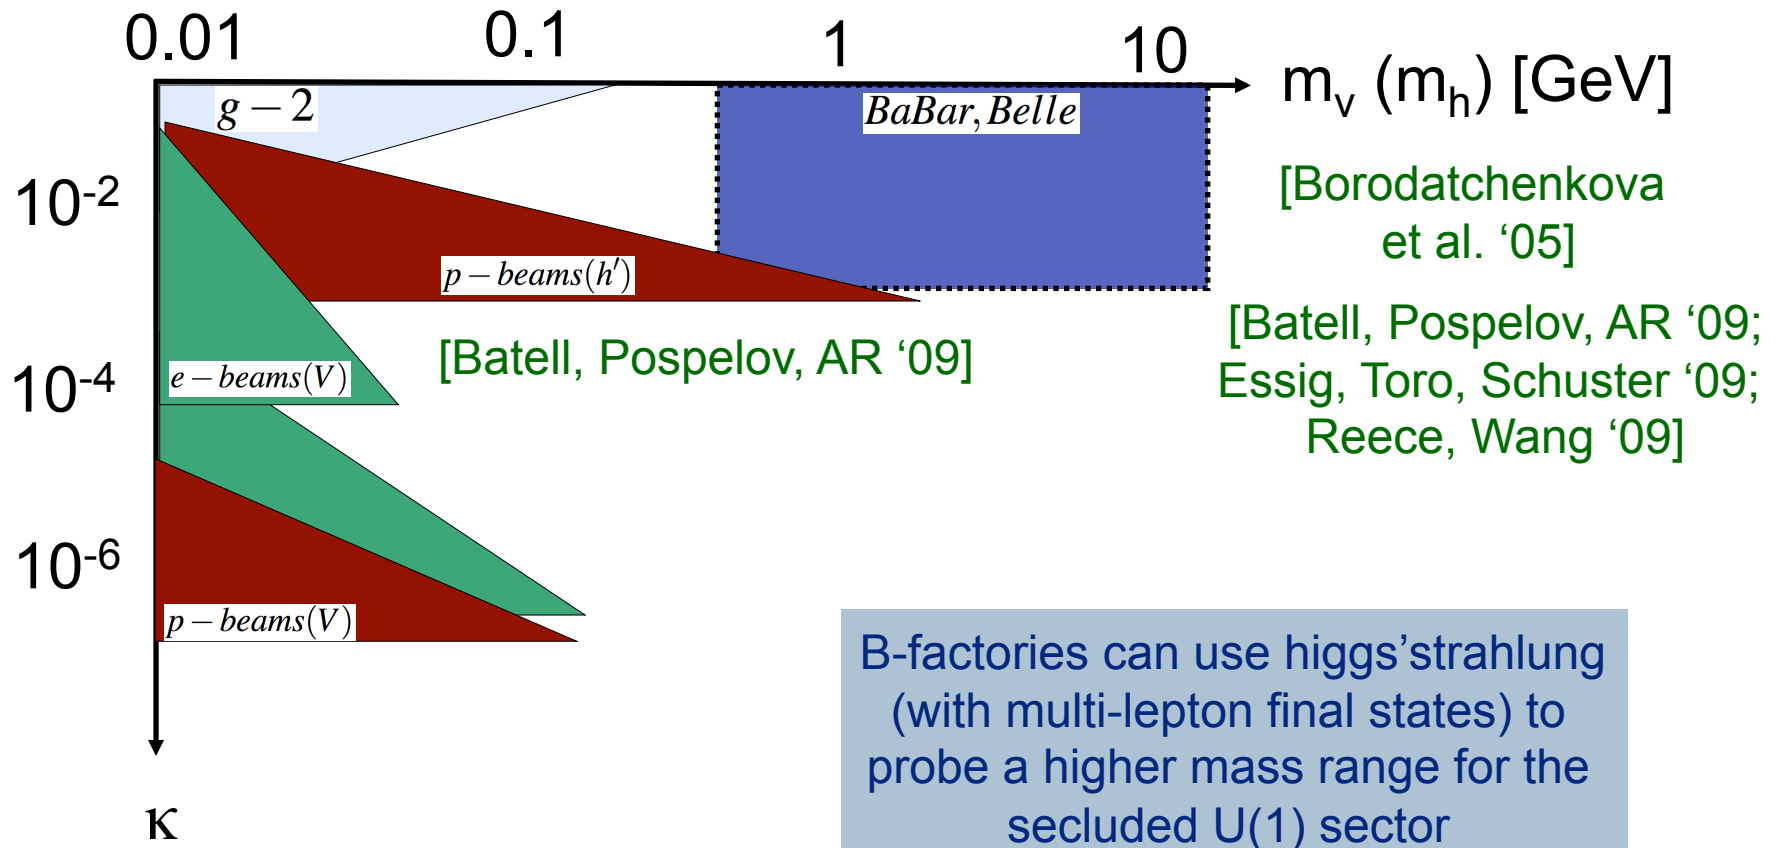 0.01 0.1 1 10
m_v (m_h) [GeV]
g − 2
BaBar, Belle
10^-2
[Borodatchenkova
et al. ‘05]
p − beams(h′)
[Batell, Pospelov, AR ‘09;
Essig, Toro, Schuster ‘09;
Reece, Wang ‘09]
[Batell, Pospelov, AR ‘09]
10^-4
e − beams(V)
10^-6
p − beams(V)
B-factories can use higgs’strahlung
(with multi-lepton final states) to
probe a higher mass range for the
secluded U(1) sector
κ